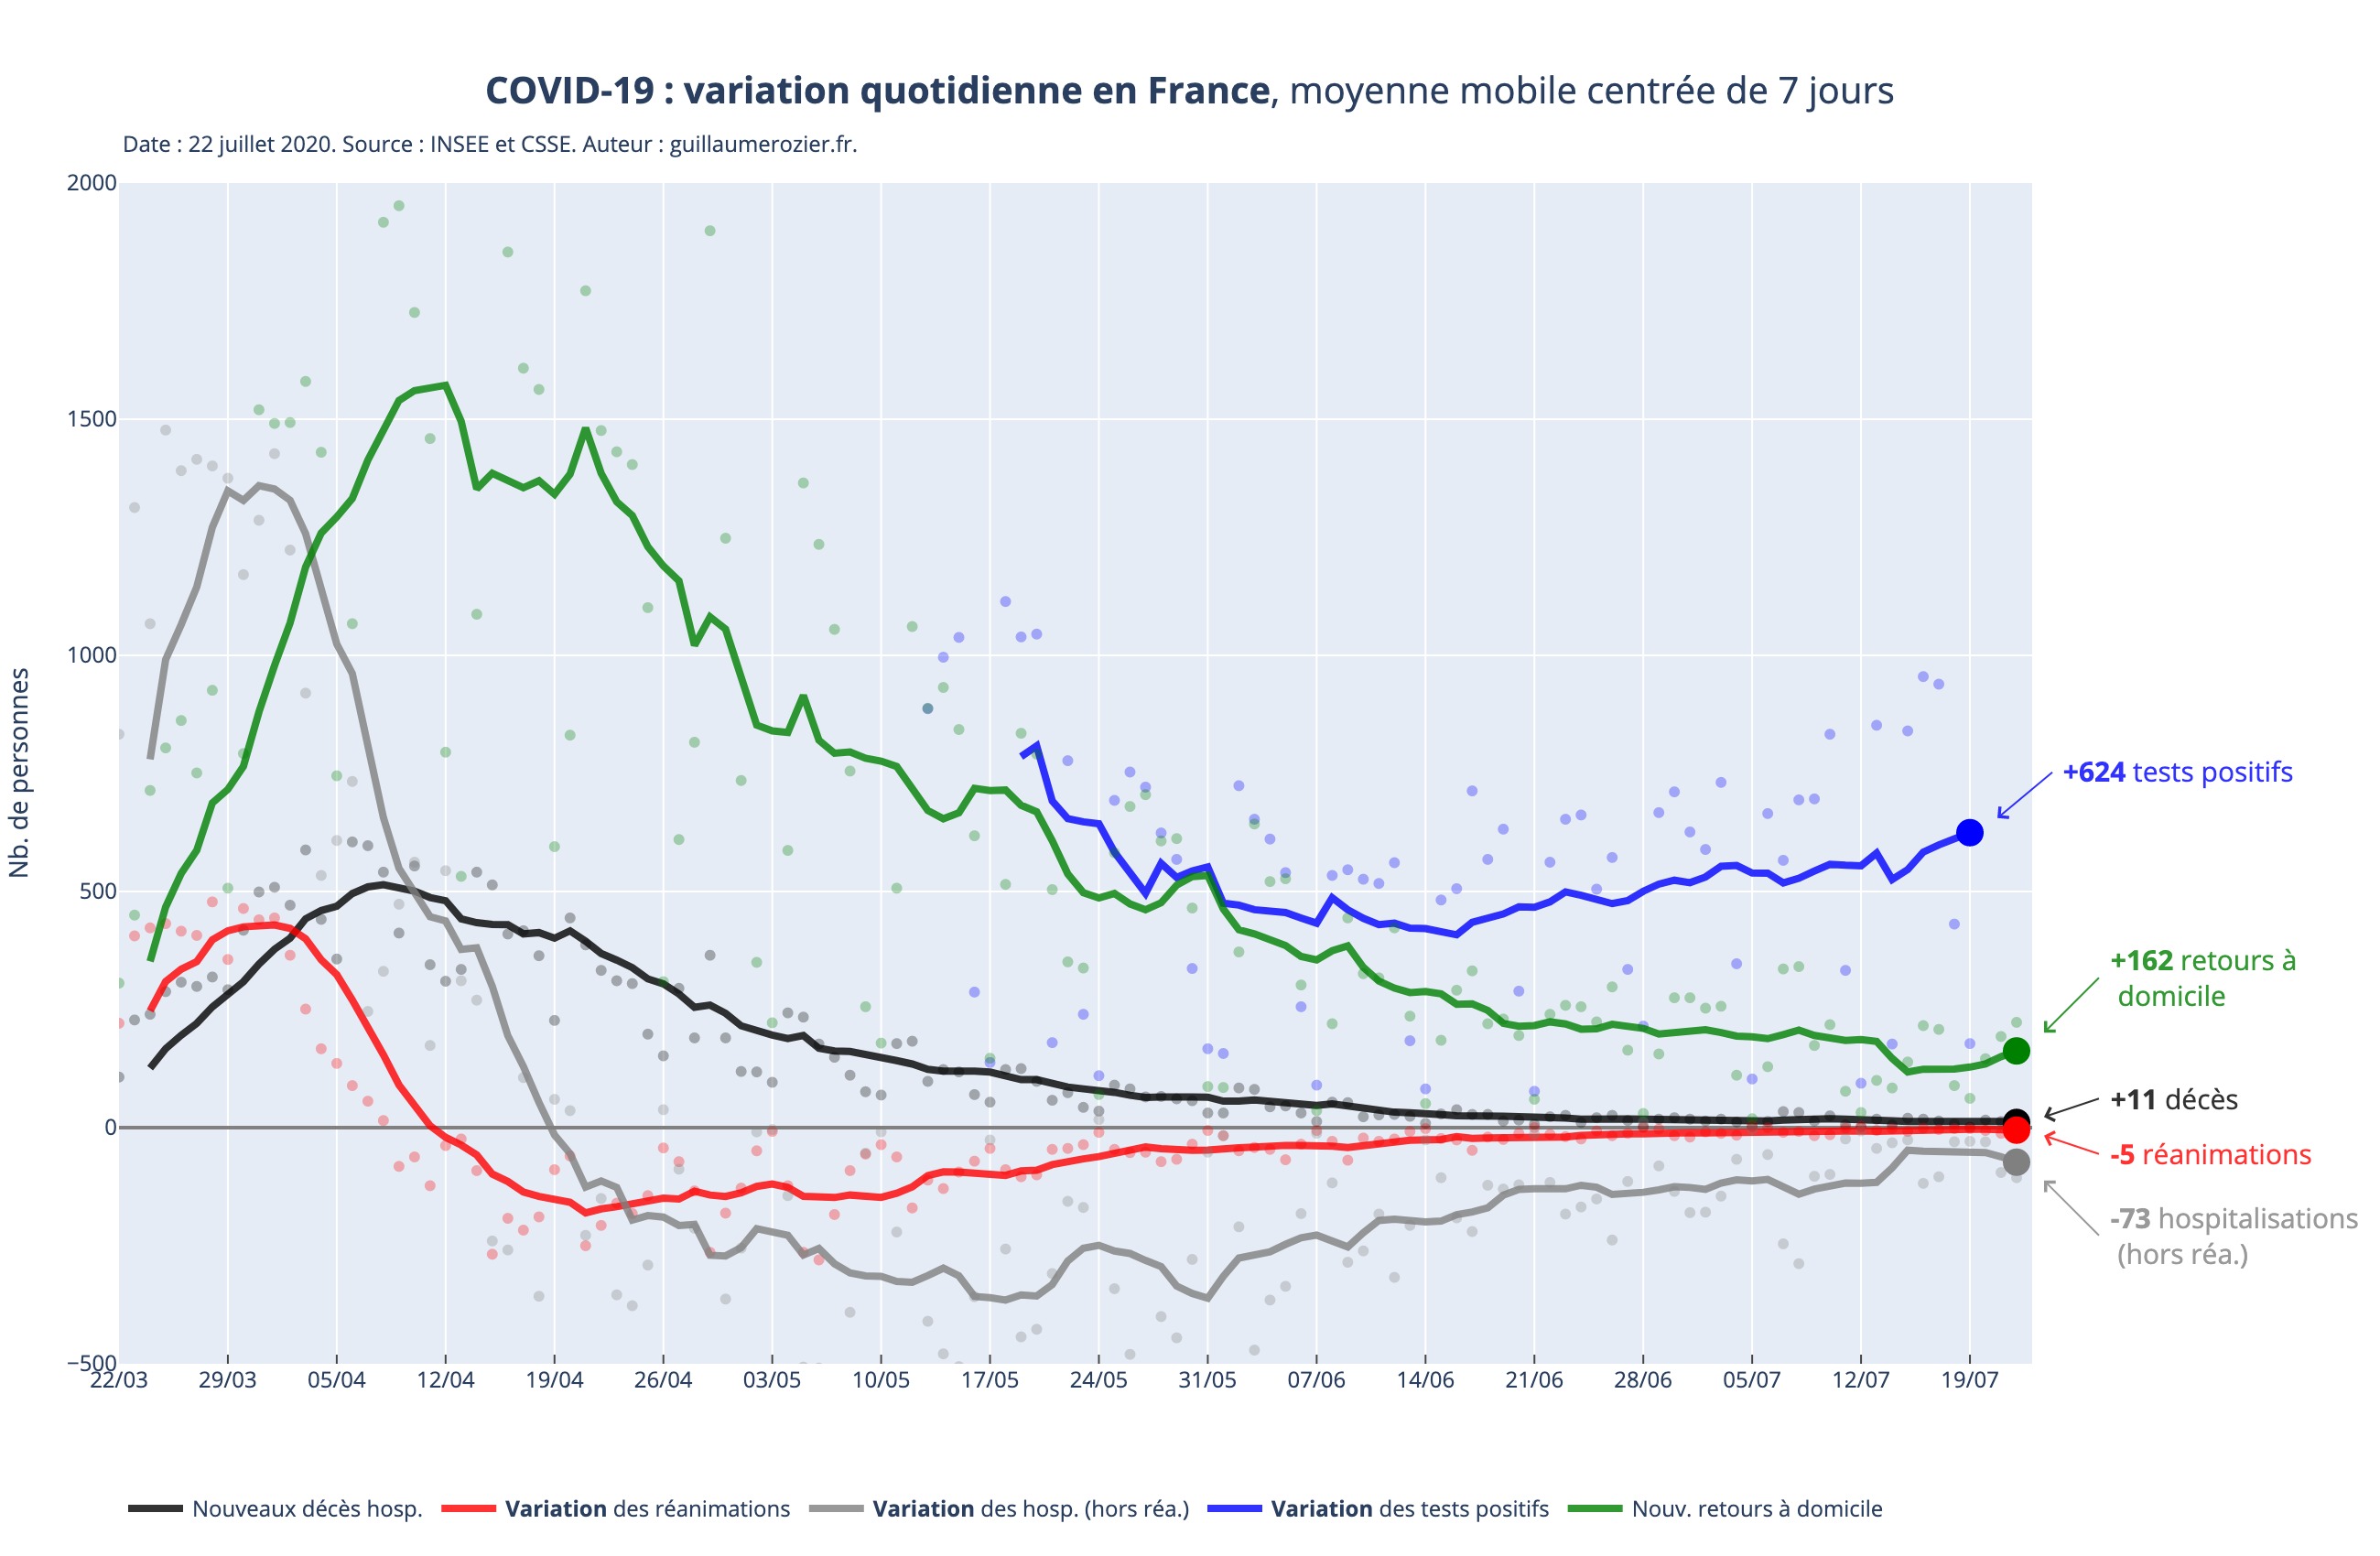 COVID-19 : variation quotidienne en France, moyenne mobile centrée de 7 jours
Date : 22 juillet 2020. Source : INSEE et CSSE. Auteur : guillaumerozier.fr.
Nb. de personnes
2000
1500
1000
500
0
−500
22/03 29/03 05/04 12/04 19/04 26/04 03/05 10/05 17/05 24/05 31/05 07/06 14/06 21/06 28/06 05/07 12/07 19/07
+624 tests positifs
+162 retours à
domicile
+11 décès
-5 réanimations
-73 hospitalisations
(hors réa.)
Nouveaux décès hosp. Variation des réanimations Variation des hosp. (hors réa.) Variation des tests positifs Nouv. retours à domicile